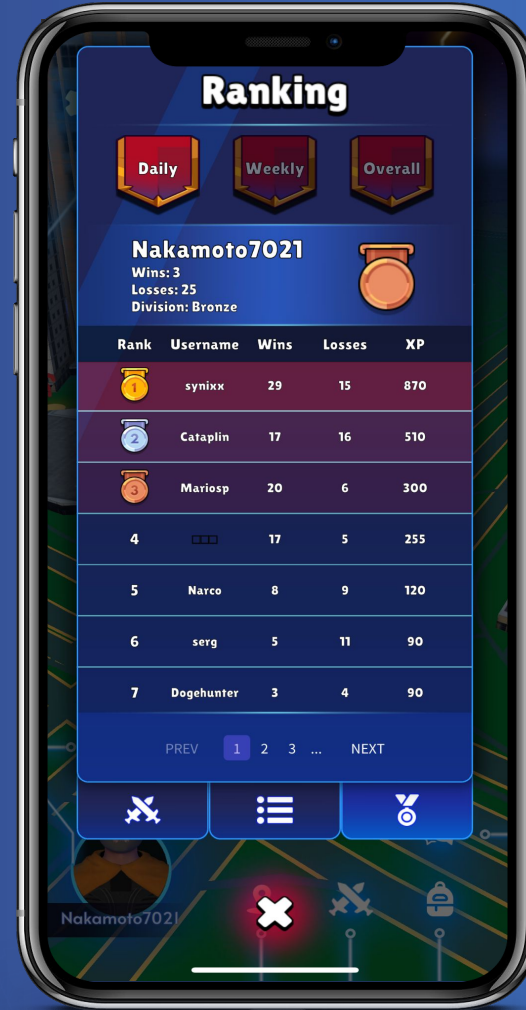 Ranking
Daily Weekly Overall
Nakamoto7021
Wins: 3
Losses: 25
Division: Bronze
Rank Username Wins Losses XP
1 synixx 29 15 870
2 Cataplin 17 16 510
3 Mariosp 20 6 300
4 □□□ 17 5 255
5 Narco 8 9 120
6 serg 5 11 90
7 Dogehunter 3 4 90
PREV 1 2 3 ... NEXT
Nakamoto7021